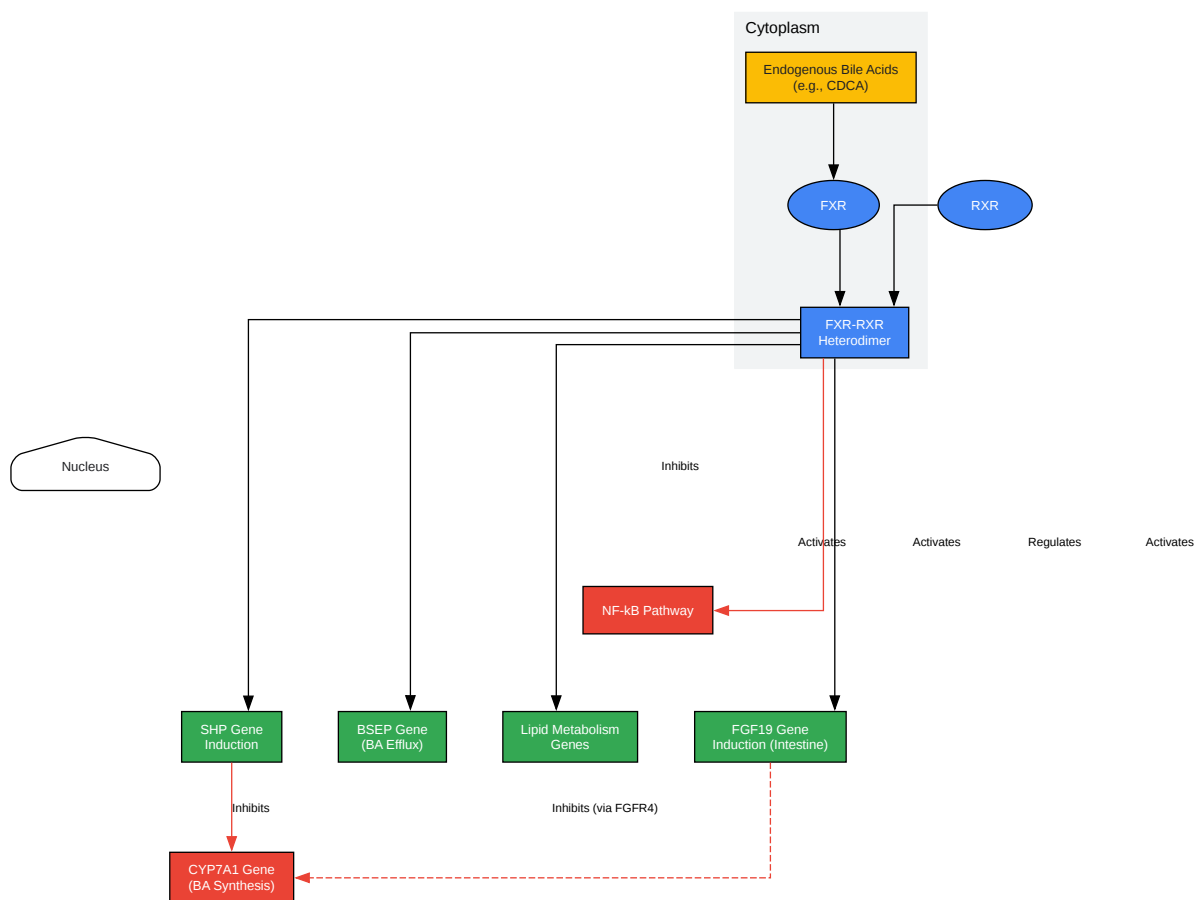 Cytoplasm
Endogenous Bile Acids
(e.g., CDCA)
FXR
RXR
FXR-RXR
Heterodimer
Nucleus
Inhibits
Activates
Activates
Regulates
Activates
NF-kB Pathway
SHP Gene
Induction
BSEP Gene
(BA Efflux)
Lipid Metabolism
Genes
FGF19 Gene
Induction (Intestine)
Inhibits
Inhibits (via FGFR4)
CYP7A1 Gene
(BA Synthesis)